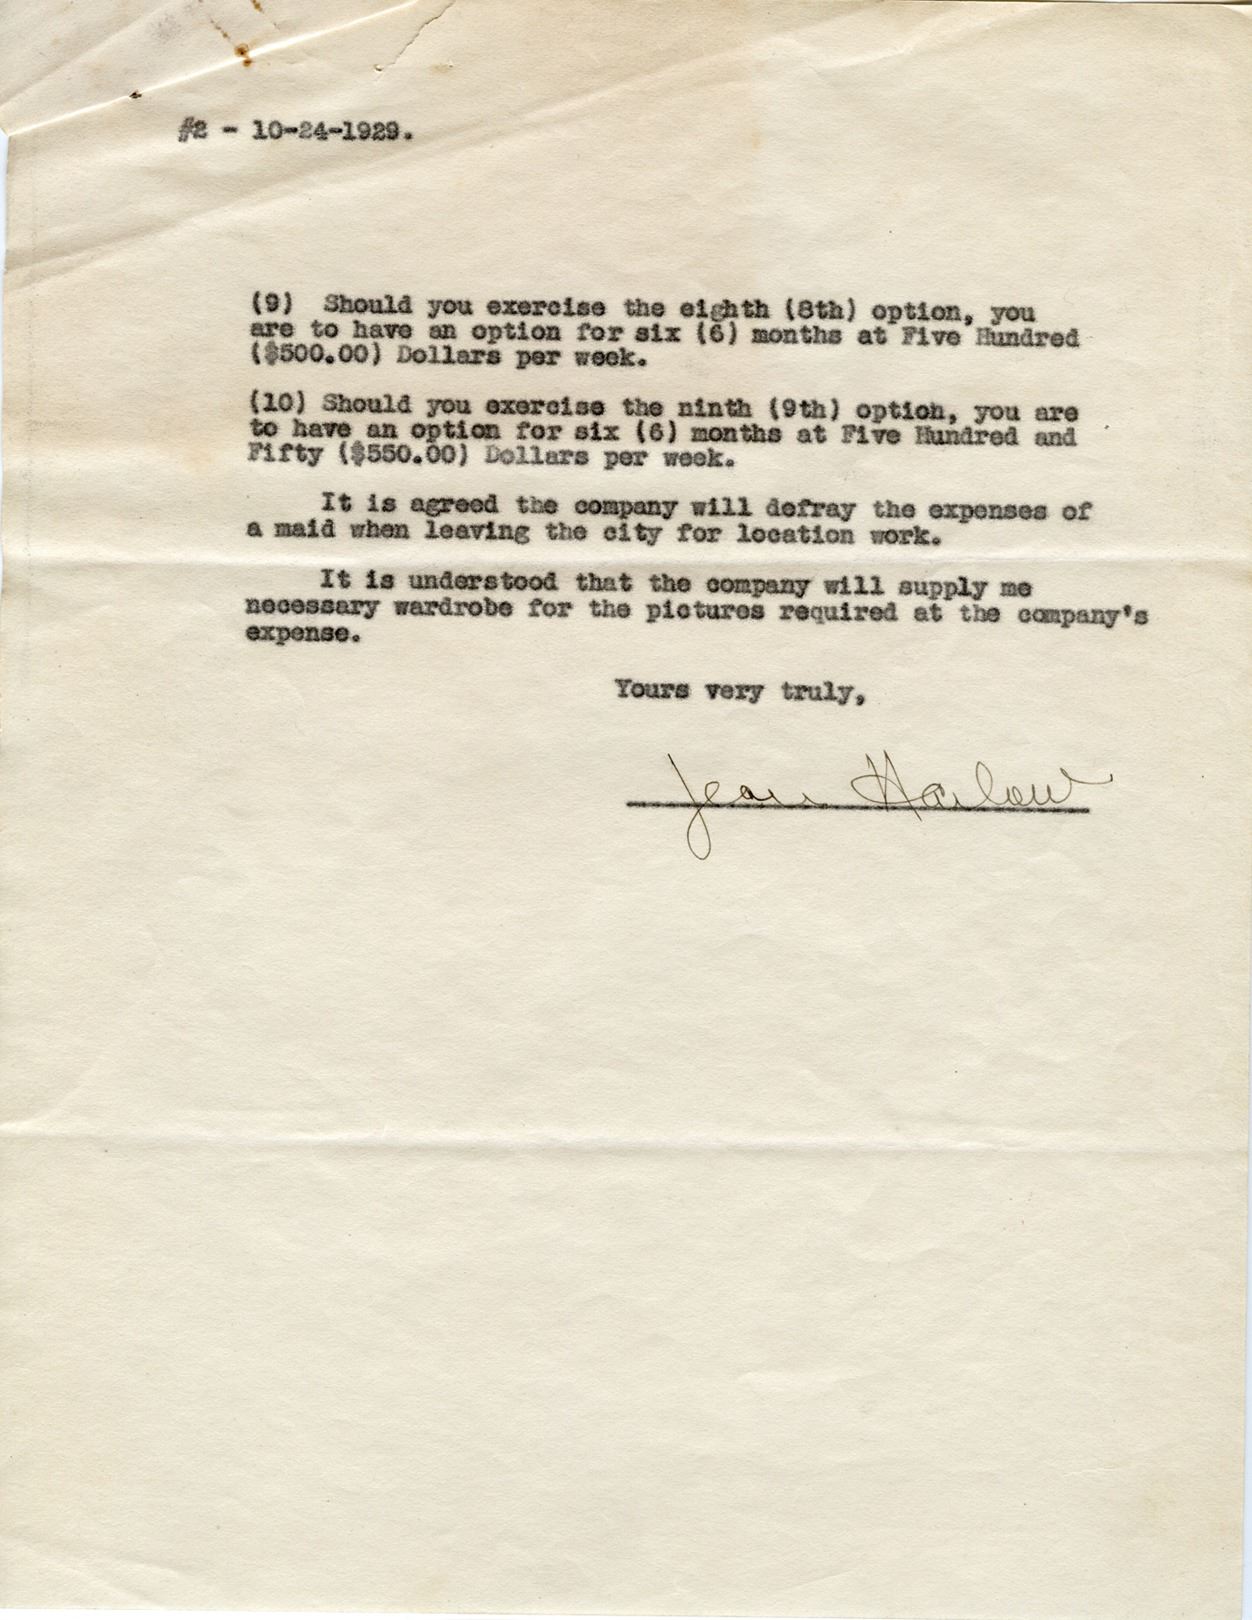 #2 - 10-24-1929.
(9) Should you exercise the eighth (8th) option, you
are to have an option for six (6) months at Five Hundred
($500.00) Dollars per week.
(10) Should you exercise the ninth (9th) option, you are
to have an option for six (6) months at Five Hundred and
Fifty ($550.00) Dollars per week.
It is agreed the company will defray the expenses of
a maid when leaving the city for location work.
It is understood that the company will supply me
necessary wardrobe for the pictures required at the company's
expense.
Yours very truly,
Jean Harlow